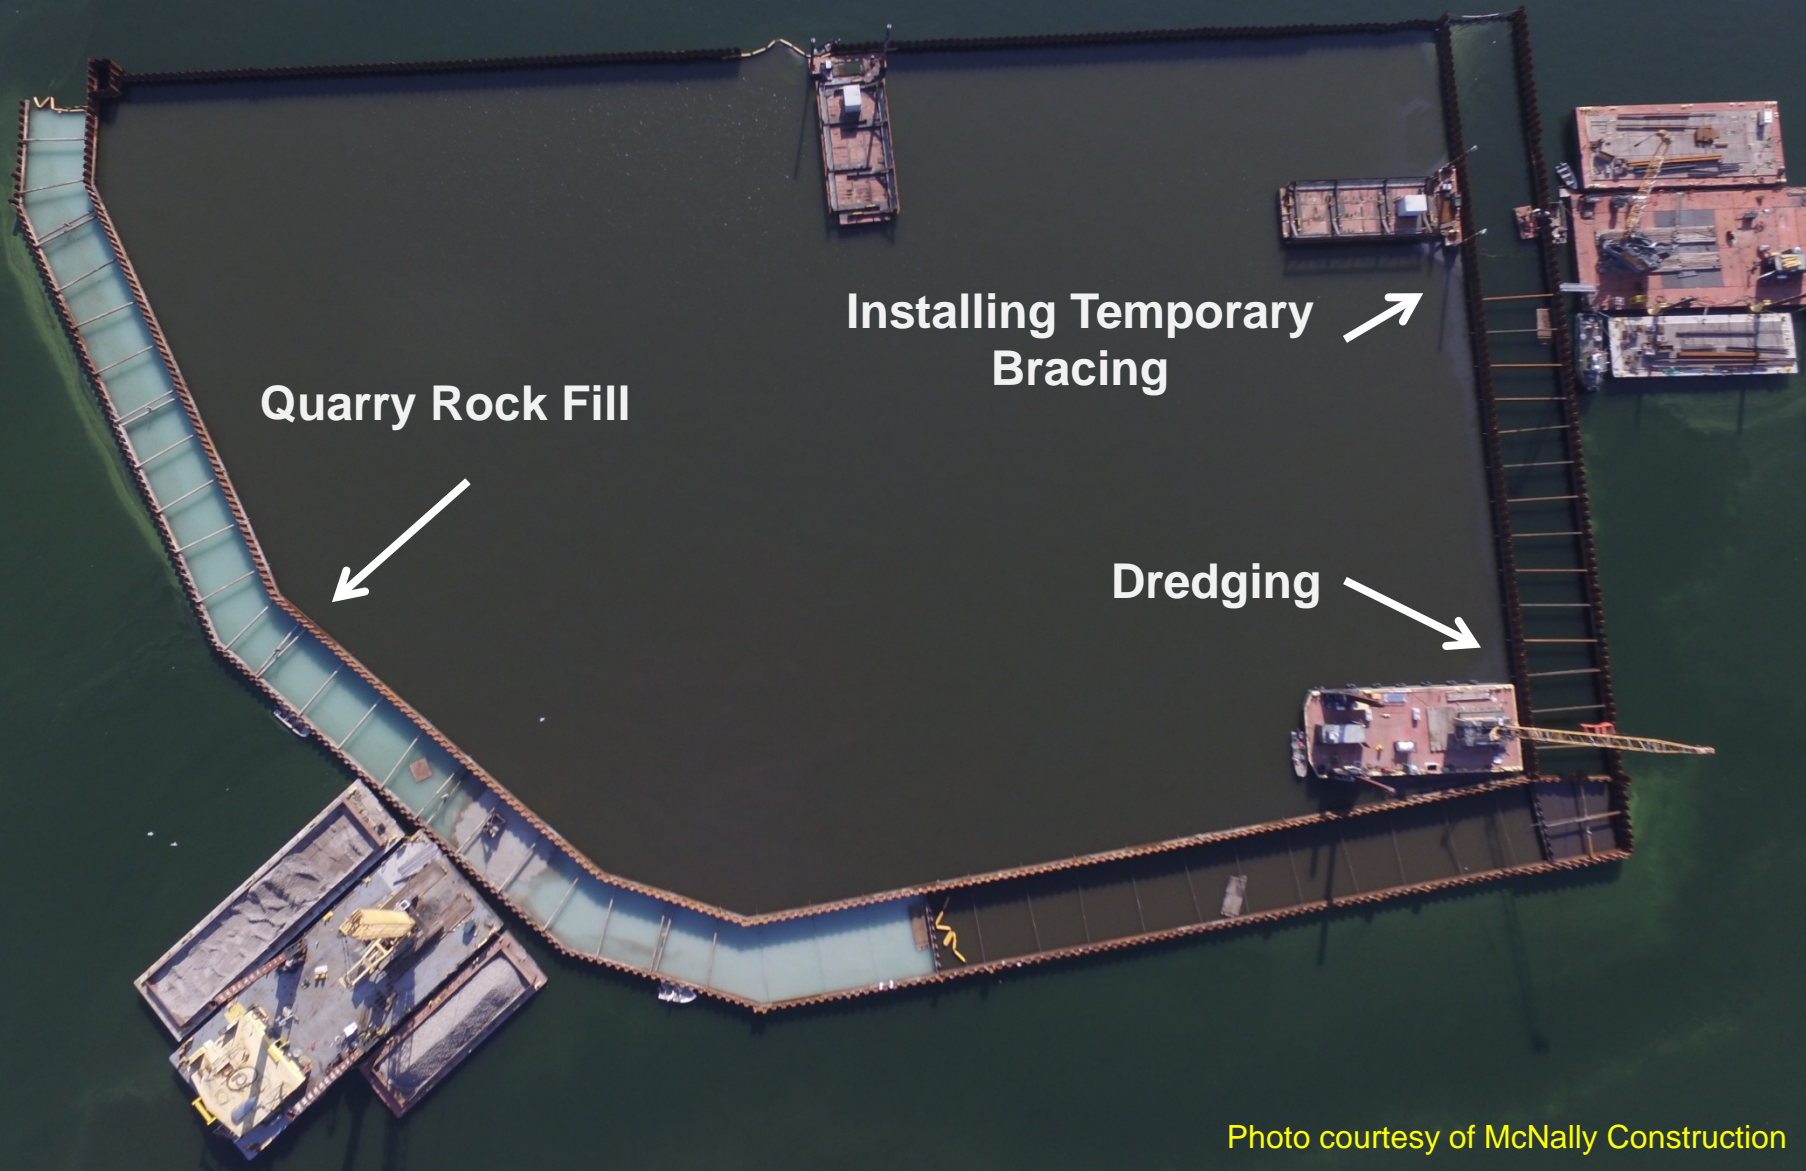 Installing Temporary
Bracing
Quarry Rock Fill
Dredging
Photo courtesy of McNally Construction